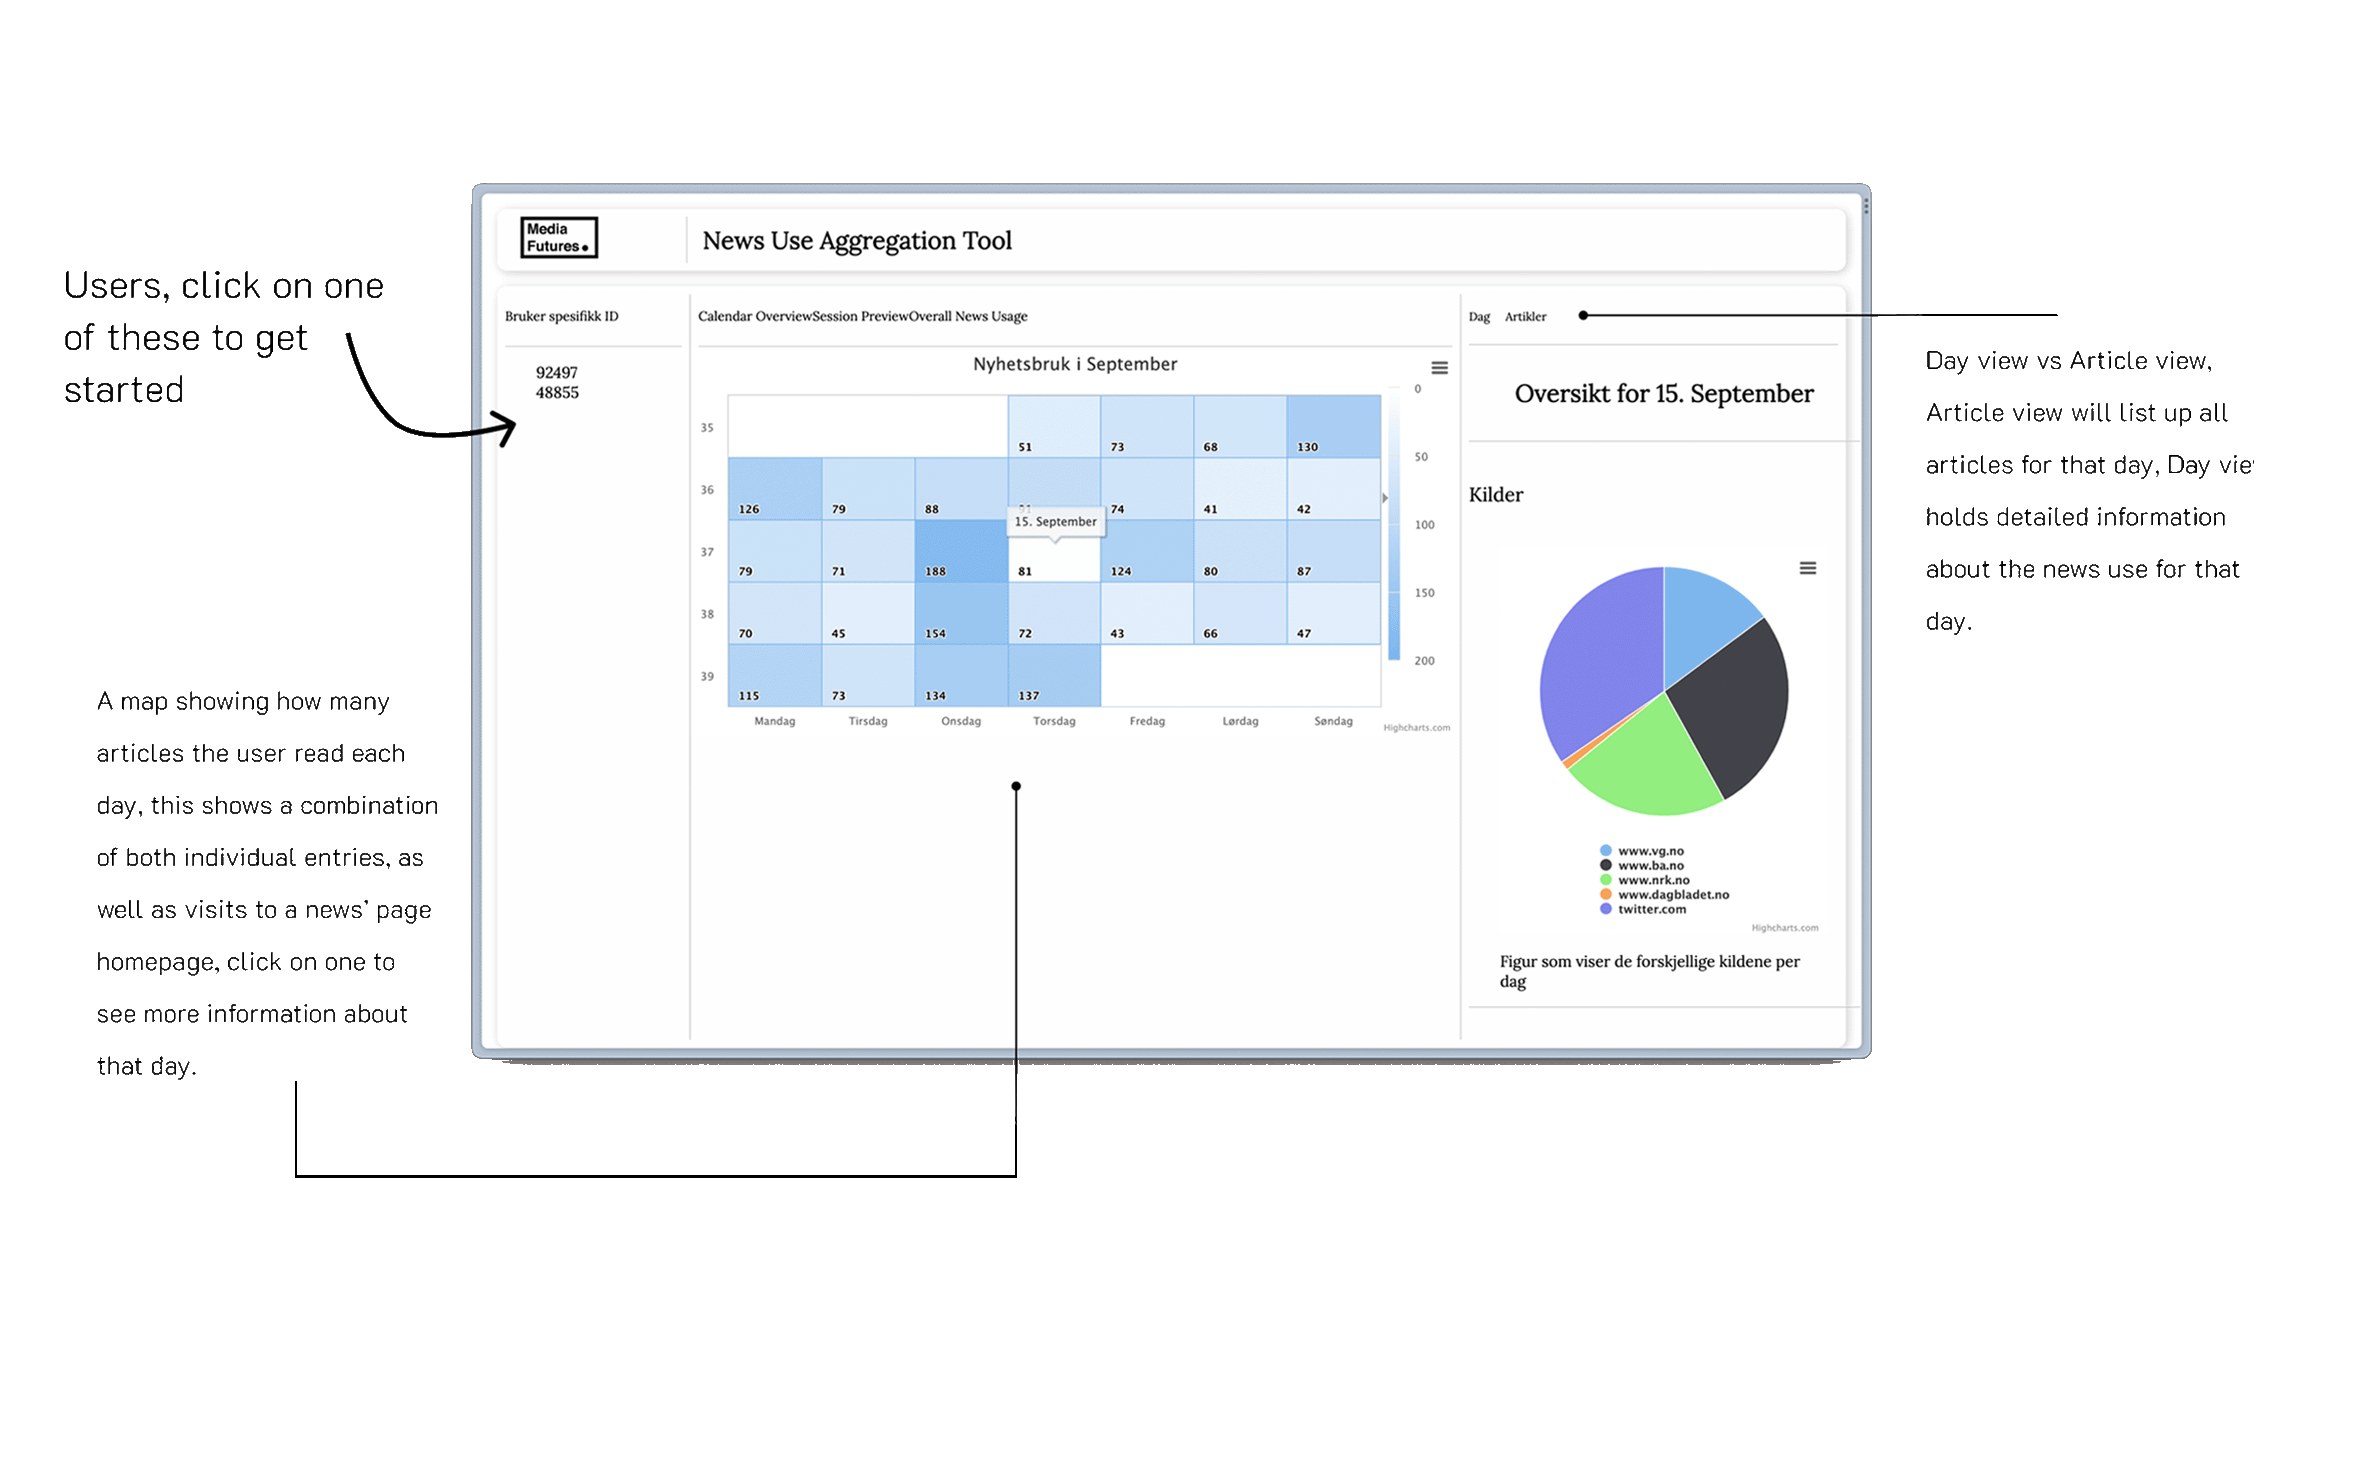 Media
Futures.
News Use Aggregation Tool
Users, click on one
of these to get
started
Bruker spesifikk ID
92497
48855
Calendar OverviewSession PreviewOverall News Usage
Nyhetsbruk i September
35
51 73 68 130
36
126 79 88 74 41 42
15. September
37
79 71 188 81 124 80 87
38
70 45 154 72 43 66 47
39
115 73 134 137
Mandag Tirsdag Onsdag Torsdag Fredag Lørdag Søndag
0
50
100
150
200
Highcharts.com
Dag Artikler
Oversikt for 15. September
Kilder
www.vg.no
www.ba.no
www.nrk.no
www.dagbladet.no
twitter.com
Highcharts.com
Figur som viser de forskjellige kildene per
dag
Day view vs Article view,
Article view will list up all
articles for that day, Day vie
holds detailed information
about the news use for that
day.
A map showing how many
articles the user read each
day, this shows a combination
of both individual entries, as
well as visits to a news’ page
homepage, click on one to
see more information about
that day.